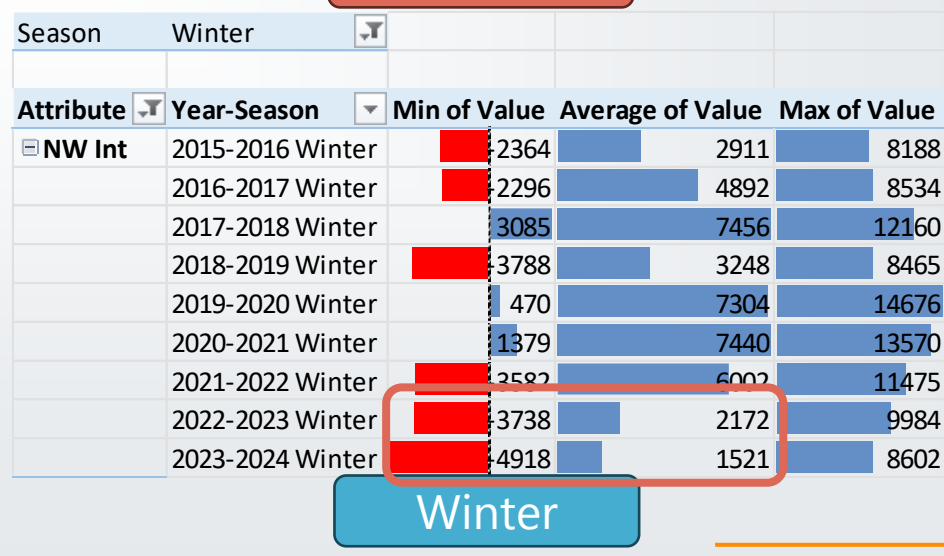 Season Winter
Attribute Year-Season Min of Value Average of Value Max of Value
NW Int 2015-2016 Winter -2364 2911 8188
2016-2017 Winter -2296 4892 8534
2017-2018 Winter 3085 7456 12160
2018-2019 Winter -3788 3248 8465
2019-2020 Winter 470 7304 14676
2020-2021 Winter 1379 7440 13570
2021-2022 Winter -3582 6002 11475
2022-2023 Winter -3738 2172 9984
2023-2024 Winter -4918 1521 8602
Winter